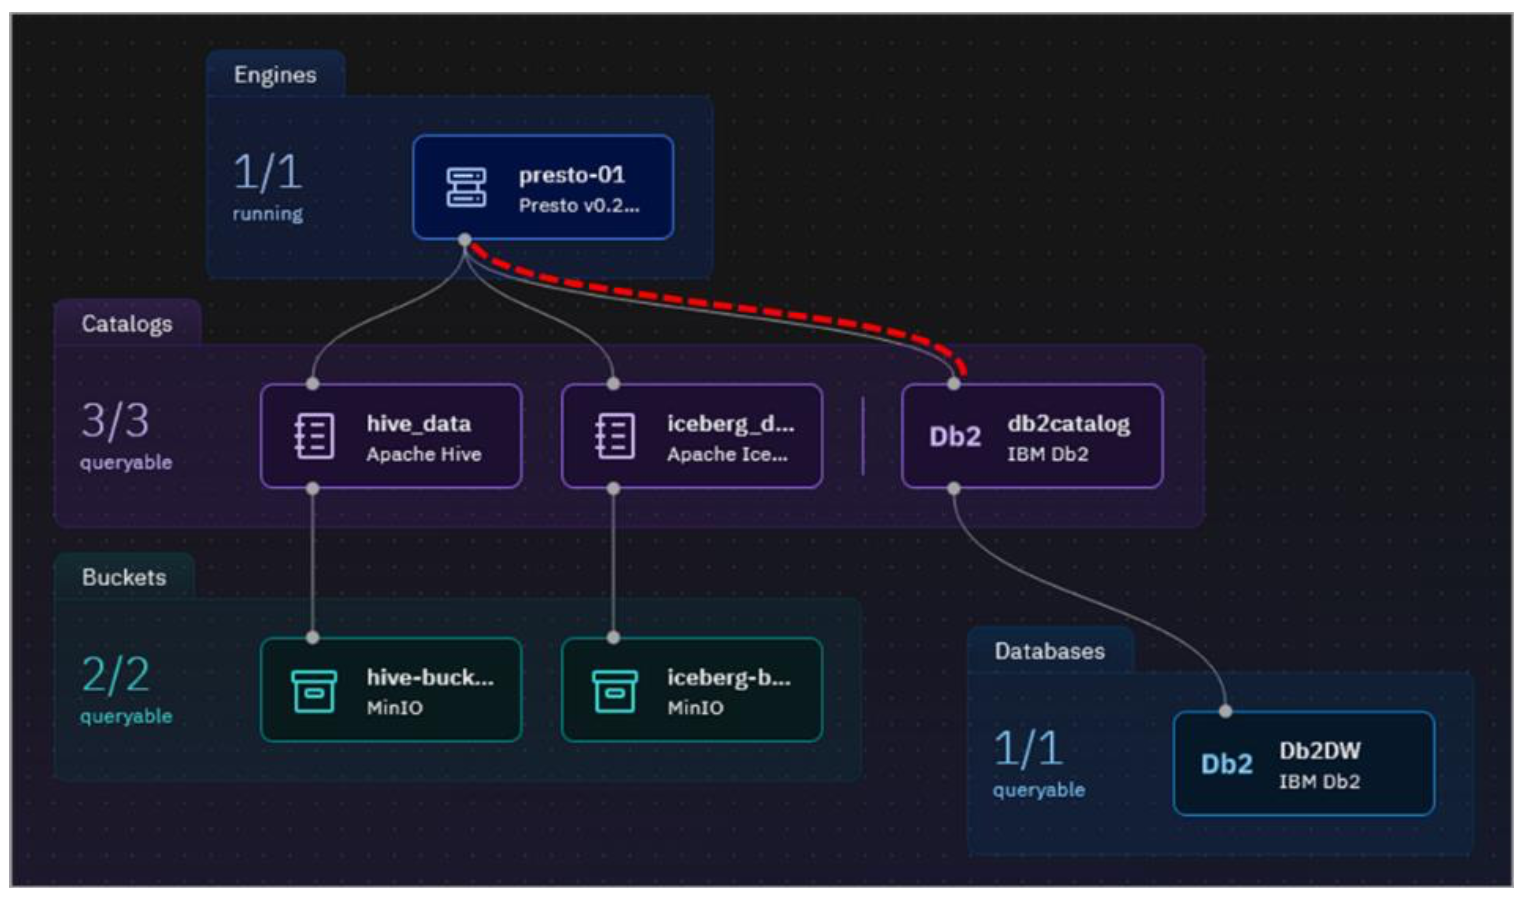 Engines
1/1
running
presto-01
Presto v0.2...
Catalogs
3/3
queryable
hive_data
Apache Hive
iceberg_d...
Apache Ice...
Db2
db2catalog
IBM Db2
Buckets
2/2
queryable
hive-buck...
MinIO
iceberg-b...
MinIO
Databases
1/1
queryable
Db2
Db2DW
IBM Db2